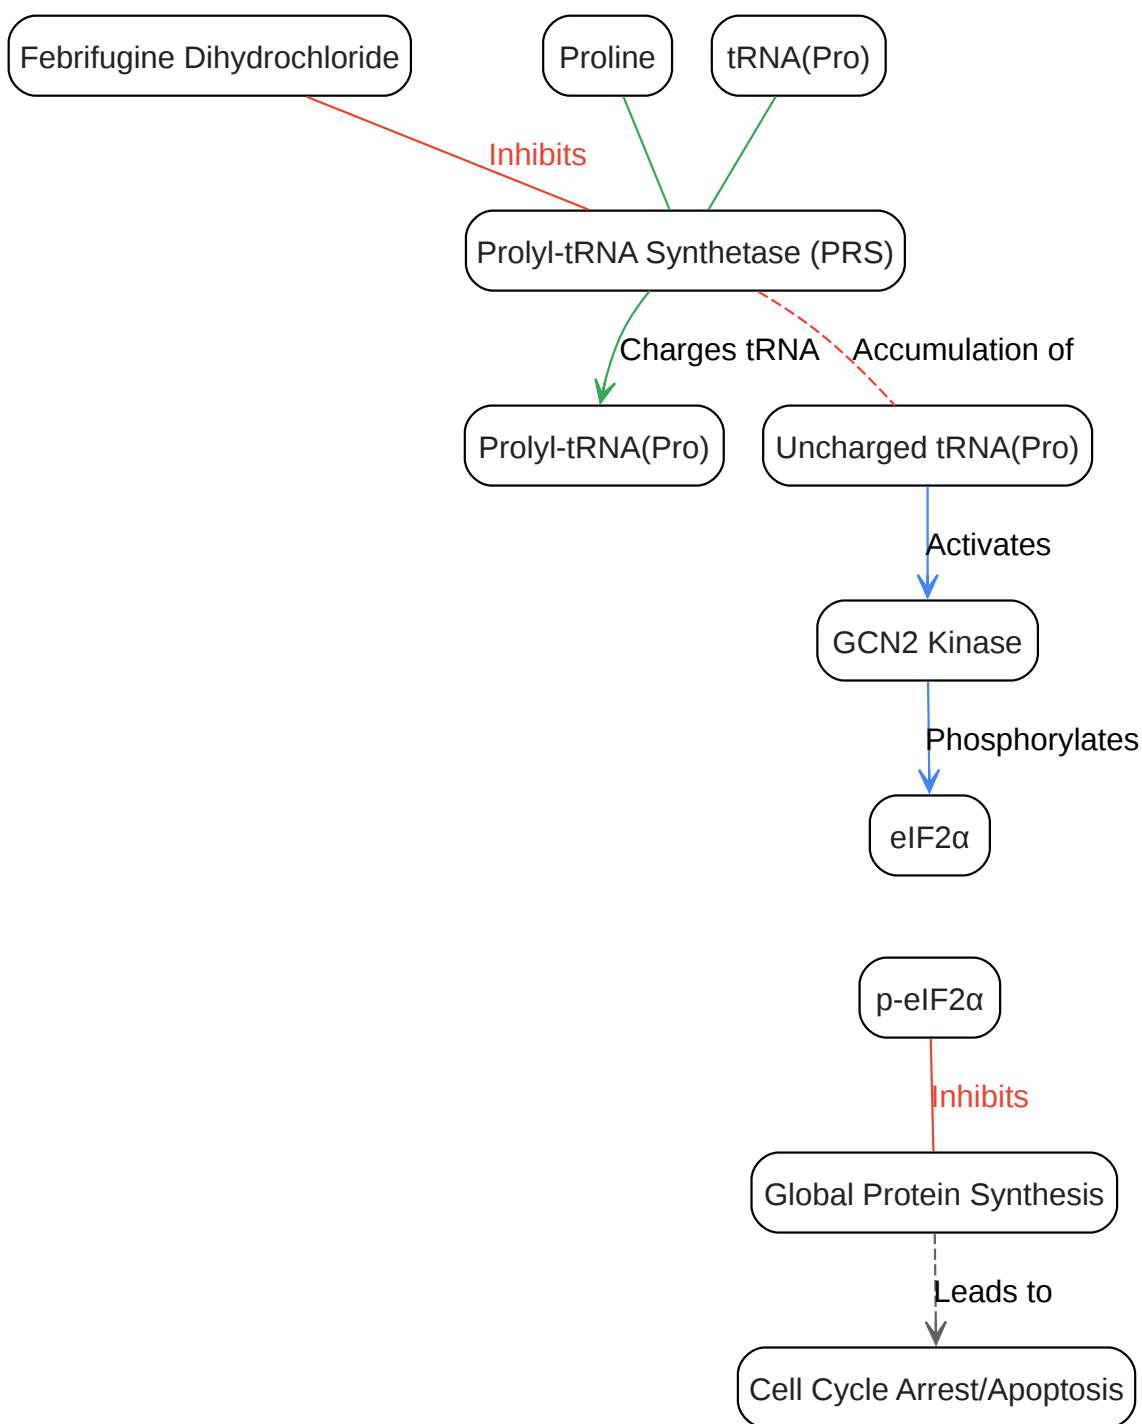 Febrifugine Dihydrochloride
Proline
tRNA(Pro)
Inhibits
Prolyl-tRNA Synthetase (PRS)
Charges tRNA
Accumulation of
Prolyl-tRNA(Pro)
Uncharged tRNA(Pro)
Activates
GCN2 Kinase
Phosphorylates
eIF2α
p-eIF2α
Inhibits
Global Protein Synthesis
Leads to
Cell Cycle Arrest/Apoptosis